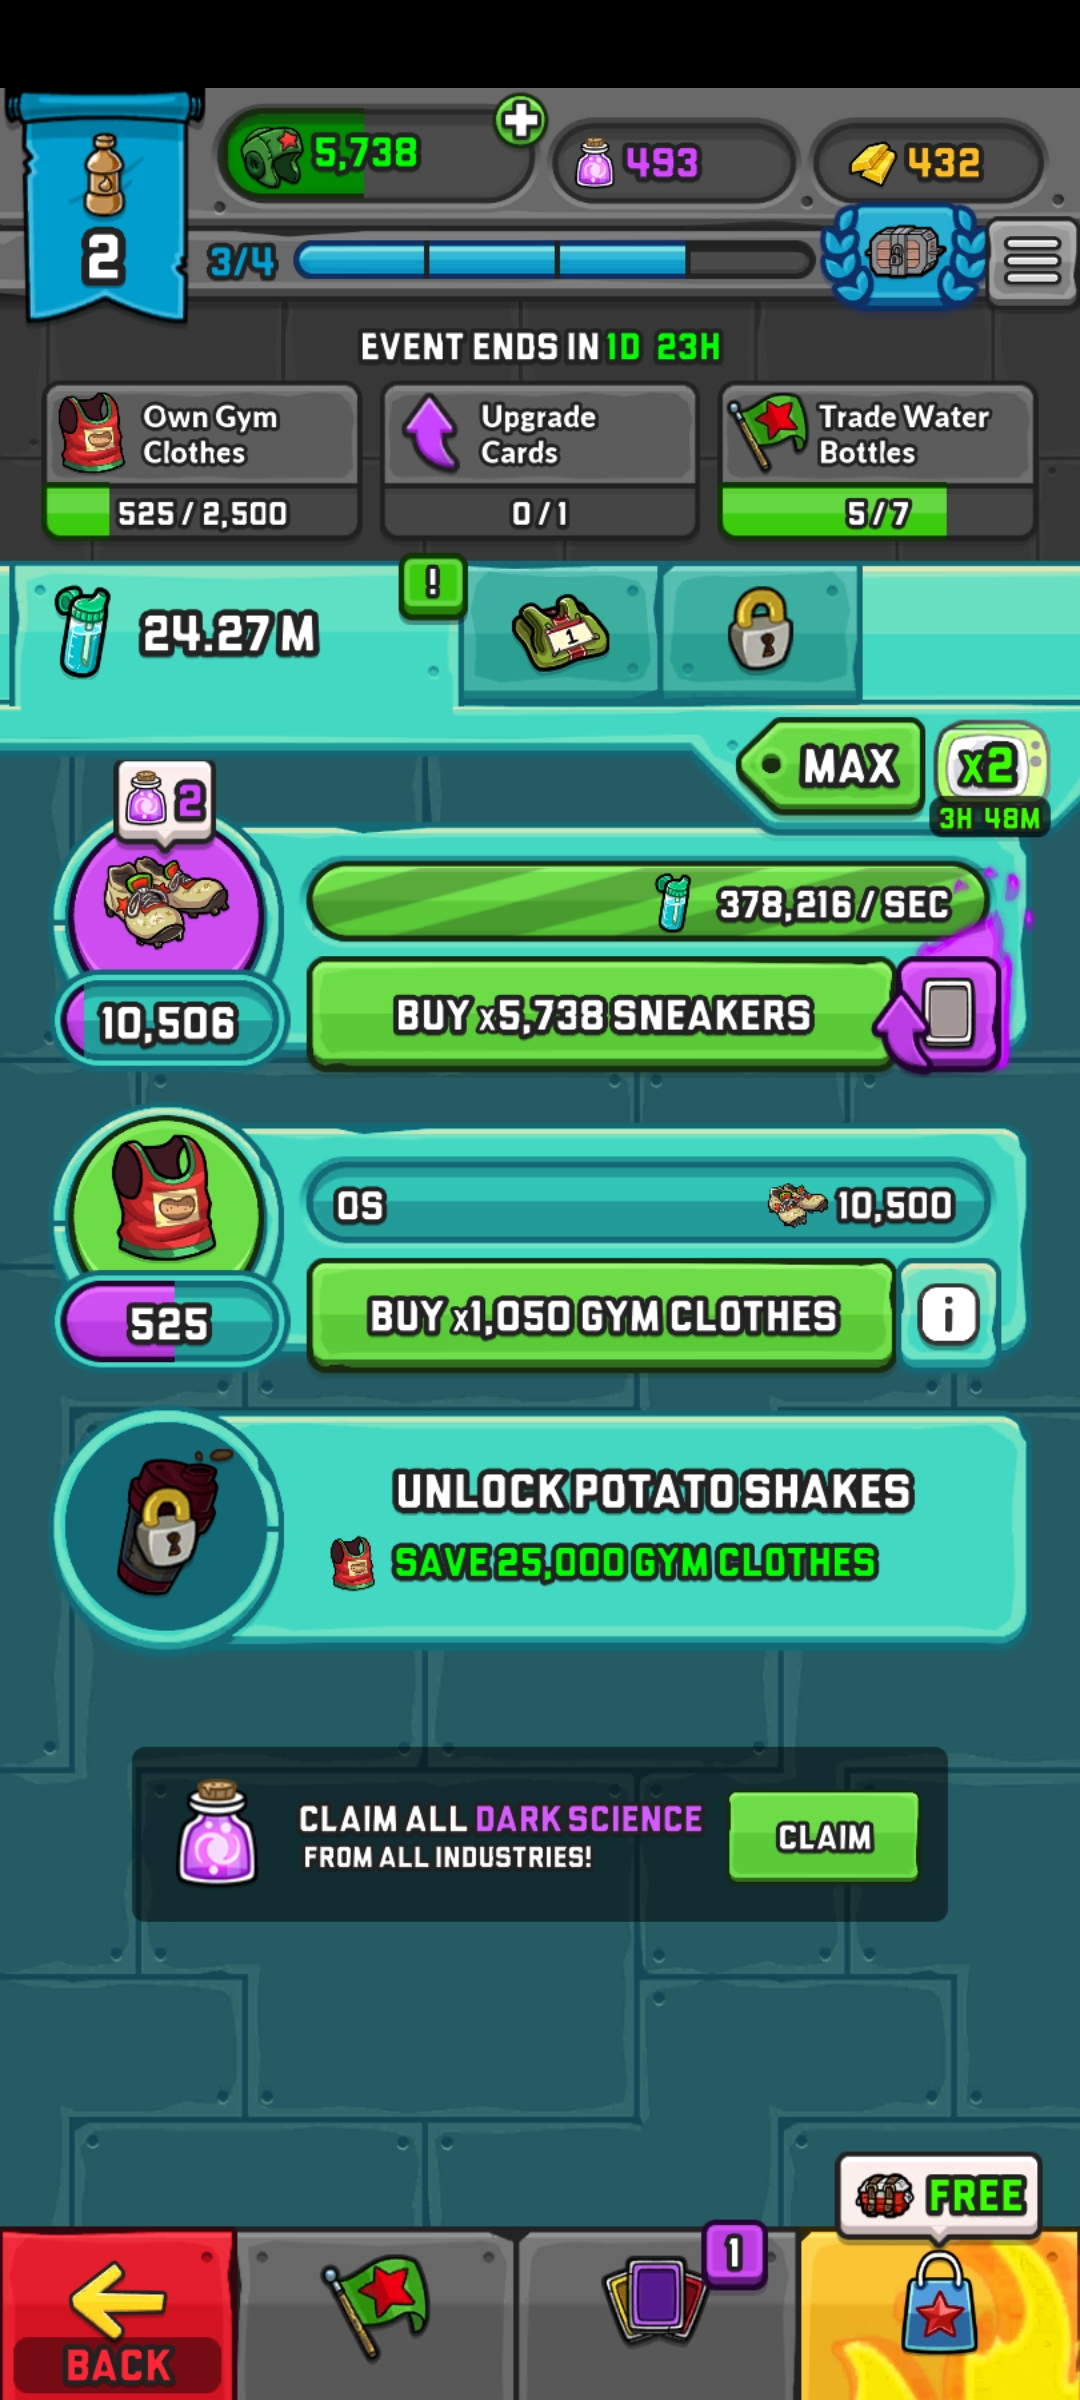 5,738
493
432
2
3/4
EVENT ENDS IN 1D 23H
Own Gym
Clothes
525 / 2,500
Upgrade
Cards
0 / 1
Trade Water
Bottles
5 / 7
24.27 M
!
1
MAX
x2
3H 48M
2
378,216 / SEC
10,506
BUY x5,738 SNEAKERS
0S
10,500
525
BUY x1,050 GYM CLOTHES
i
UNLOCK POTATO SHAKES
SAVE 25,000 GYM CLOTHES
CLAIM ALL DARK SCIENCE
FROM ALL INDUSTRIES!
CLAIM
FREE
1
BACK